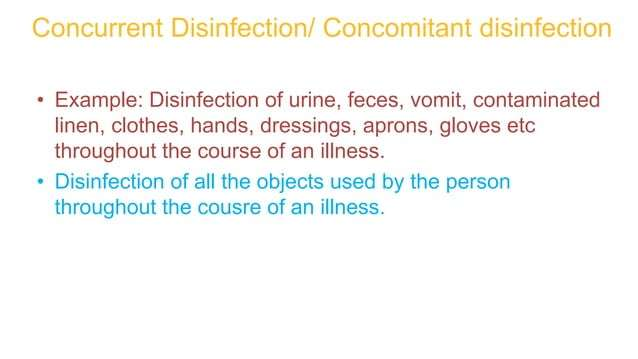 Concurrent Disinfection/ Concomitant disinfection
• Example: Disinfection of urine, feces, vomit, contaminated
linen, clothes, hands, dressings, aprons, gloves etc
throughout the course of an illness.
• Disinfection of all the objects used by the person
throughout the cousre of an illness.